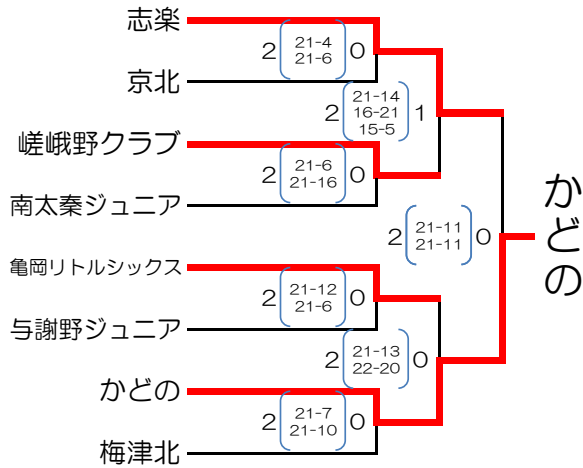 志楽
2 21-4 0
21-6
京北
2 21-14 1
16-21
15-5
嵯峨野クラブ
2 21-6 0
21-16
南太秦ジュニア
2 21-11 0
21-11
かどの
亀岡リトルシックス
2 21-12 0
21-6
与謝野ジュニア
2 21-13 0
22-20
かどの
2 21-7 0
21-10
梅津北